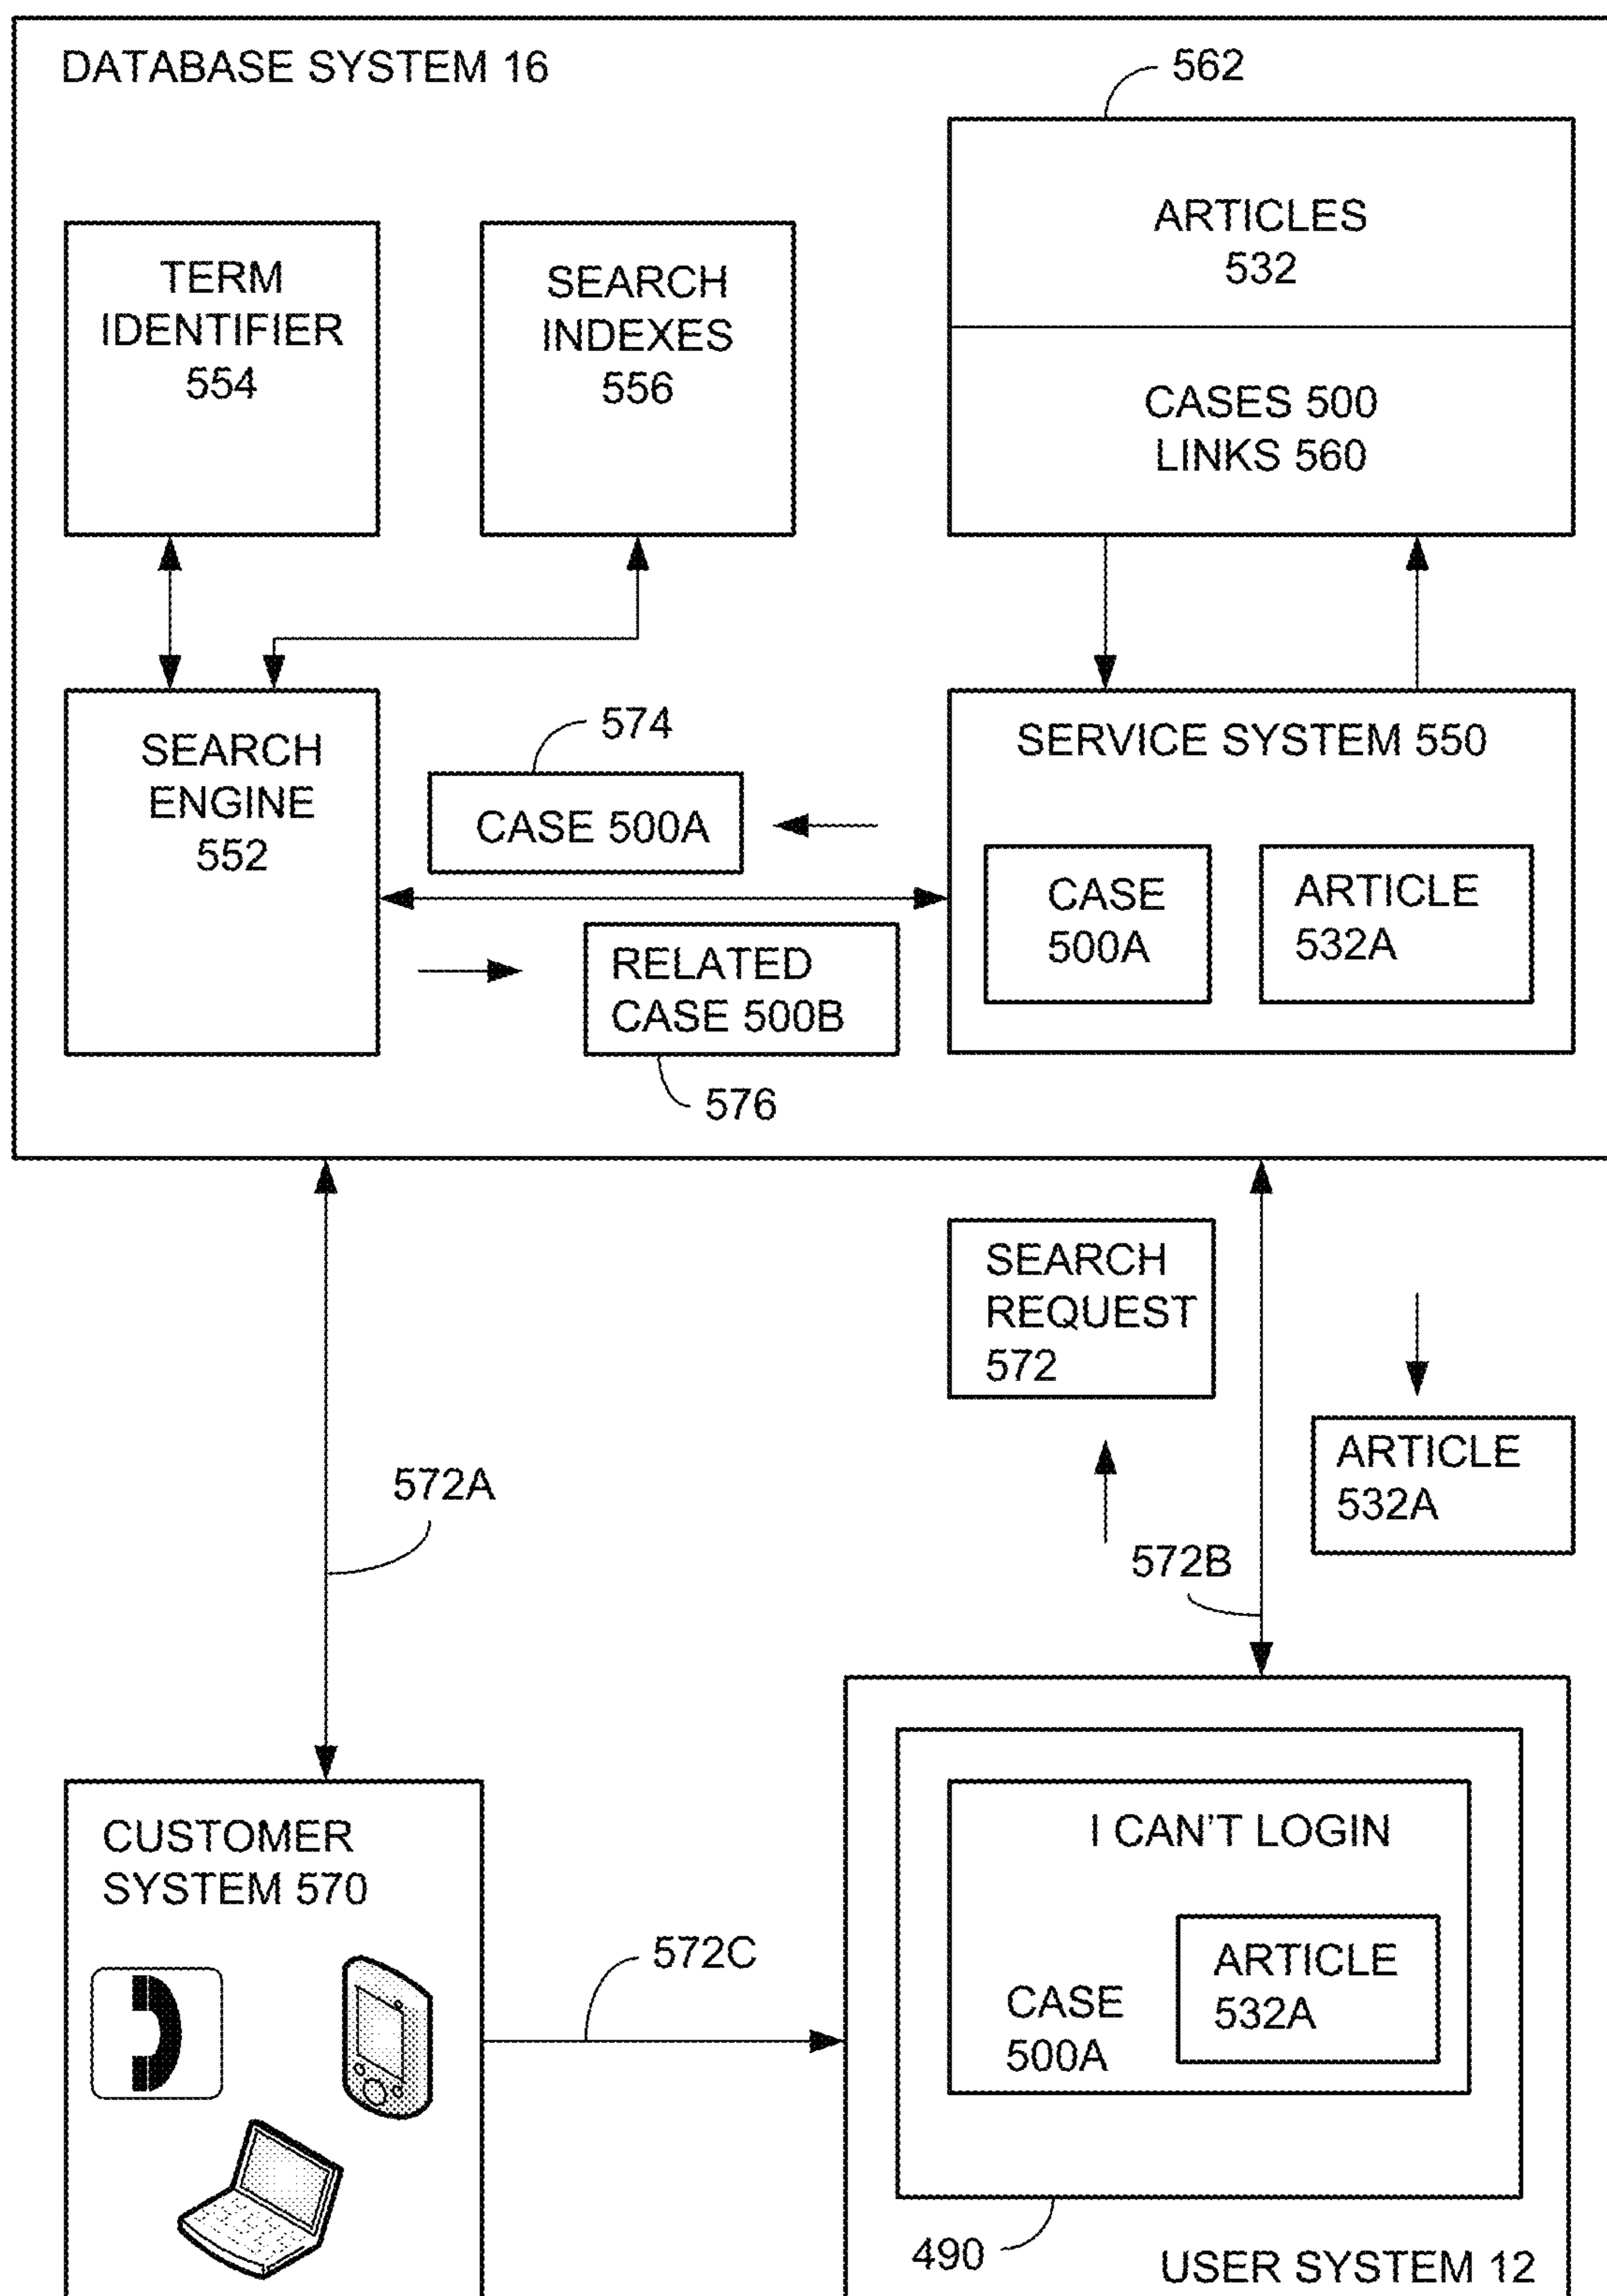 DATABASE SYSTEM 16
562
ARTICLES
532
CASES 500
LINKS 560
TERM
IDENTIFIER
554
SEARCH
INDEXES
556
SEARCH
ENGINE
552
574
CASE 500A
RELATED
CASE 500B
576
SERVICE SYSTEM 550
CASE
500A
ARTICLE
532A
SEARCH
REQUEST
572
ARTICLE
532A
572A
572B
CUSTOMER
SYSTEM 570
572C
I CAN'T LOGIN
ARTICLE
532A
CASE
500A
490
USER SYSTEM 12